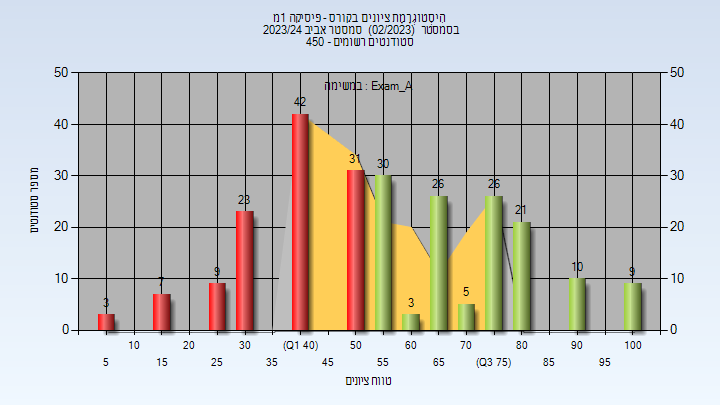 היסטוגרמת ציונים בקורס - פיסיקה 1מ
בסמסטר (02/2023) סמסטר אביב 2023/24
סטודנטים רשומים - 450
במשימה : Exam_A
מספר סטודנטים
50 50
40 40
30 30
20 20
10 10
0 0
3 7 9 23 42 31 30 3 26 5 26 21 10 9
10 20 30 (Q1 40) 50 60 70 80 90 100
5 15 25 35 45 55 65 (Q3 75) 85 95
טווח ציונים